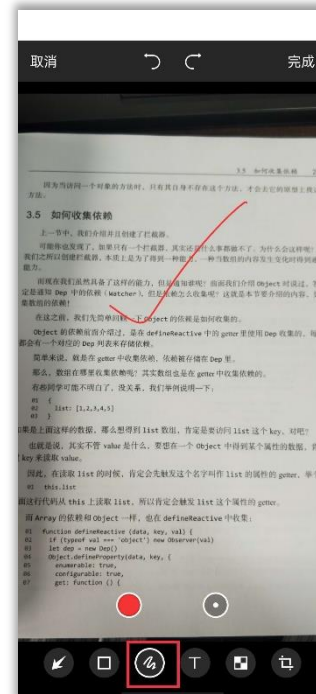 取消
完成
3.5 如何收集依赖 2
因为当访问一个对象的方法时，只有其自身不存在这个方法，才会去它的原型上找这
方法。
3.5 如何收集依赖
上一节中，我们介绍并且创建了拦截器。
可能你也发现了，如果只有一个拦截器，其实还是什么事都做不了。为什么会这样呢？
我们之所以创建拦截器，本质上是为了得到一种能力，一种当数组的内容发生变化时得到通
能力。
而现在我们虽然具备了这样的能力，但是通知谁呢？前面我们介绍 Object 时说过，答
定是通知 Dep 中的依赖（Watcher），但是依赖怎么收集呢？这就是本节要介绍的内容，如
集数组的依赖！
在这之前，我们先简单回顾一下 Object 的依赖是如何收集的。
Object 的依赖前面介绍过，是在 defineReactive 中的 getter 里使用 Dep 收集的，每
都会有一个对应的 Dep 列表来存储依赖。
简单来说，就是在 getter 中收集依赖，依赖被存储在 Dep 里。
那么，数组在哪里收集依赖呢？其实数组也是在 getter 中收集依赖的。
有些同学可能不明白了，没关系，我们举例说明一下：
01 {
02 list: [1,2,3,4,5]
03 }
如果是上面这样的数据，那么想得到 list 数组，肯定是要访问 list 这个 key，对吧？
也就是说，其实不管 value 是什么，要想在一个 Object 中得到某个属性的数据，肯
key 来读取 value。
因此，在读取 list 的时候，肯定会先触发这个名字叫作 list 的属性的 getter，举个
01 this.list
面这行代码从 this 上读取 list，所以肯定会触发 list 这个属性的 getter。
而 Array 的依赖和 Object 一样，也在 defineReactive 中收集：
01 function defineReactive (data, key, val) {
02 if (typeof val === 'object') new Observer(val)
03 let dep = new Dep()
04 Object.defineProperty(data, key, {
05 enumerable: true,
06 configurable: true,
07 get: function () {
T